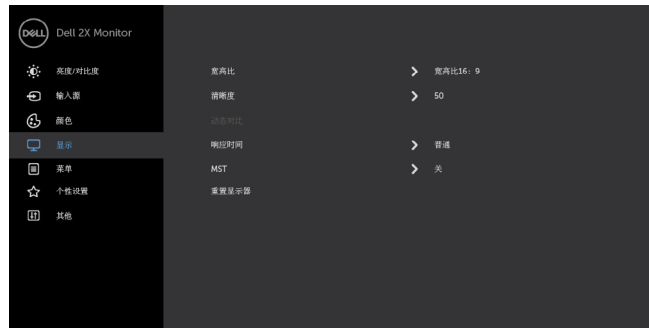 DELL Dell 2X Monitor
亮度/对比度
宽高比 宽高比16：9
输入源
清晰度 50
颜色
动态对比
显示
响应时间 普通
菜单
MST 关
个性设置
重置显示器
其他